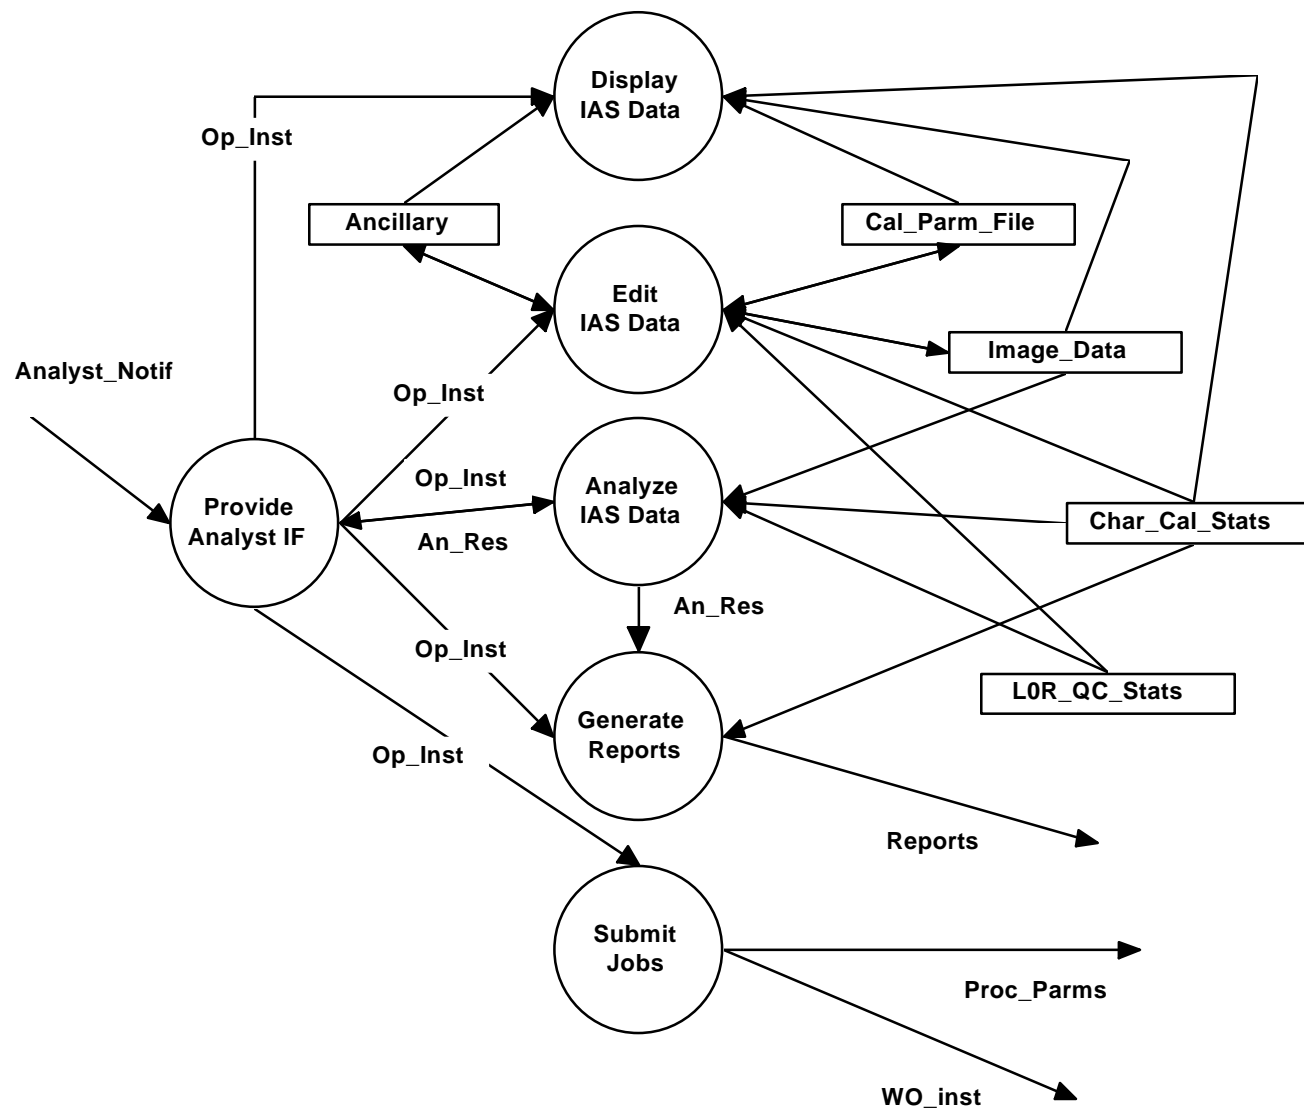 Display
IAS Data
Op_Inst
Ancillary
Cal_Parm_File
Edit
IAS Data
Image_Data
Analyst_Notif
Op_Inst
Op_Inst
Analyze
IAS Data
Provide
Analyst IF
Char_Cal_Stats
An_Res
An_Res
Op_Inst
L0R_QC_Stats
Generate
Reports
Op_Inst
Reports
Submit
Jobs
Proc_Parms
WO_inst